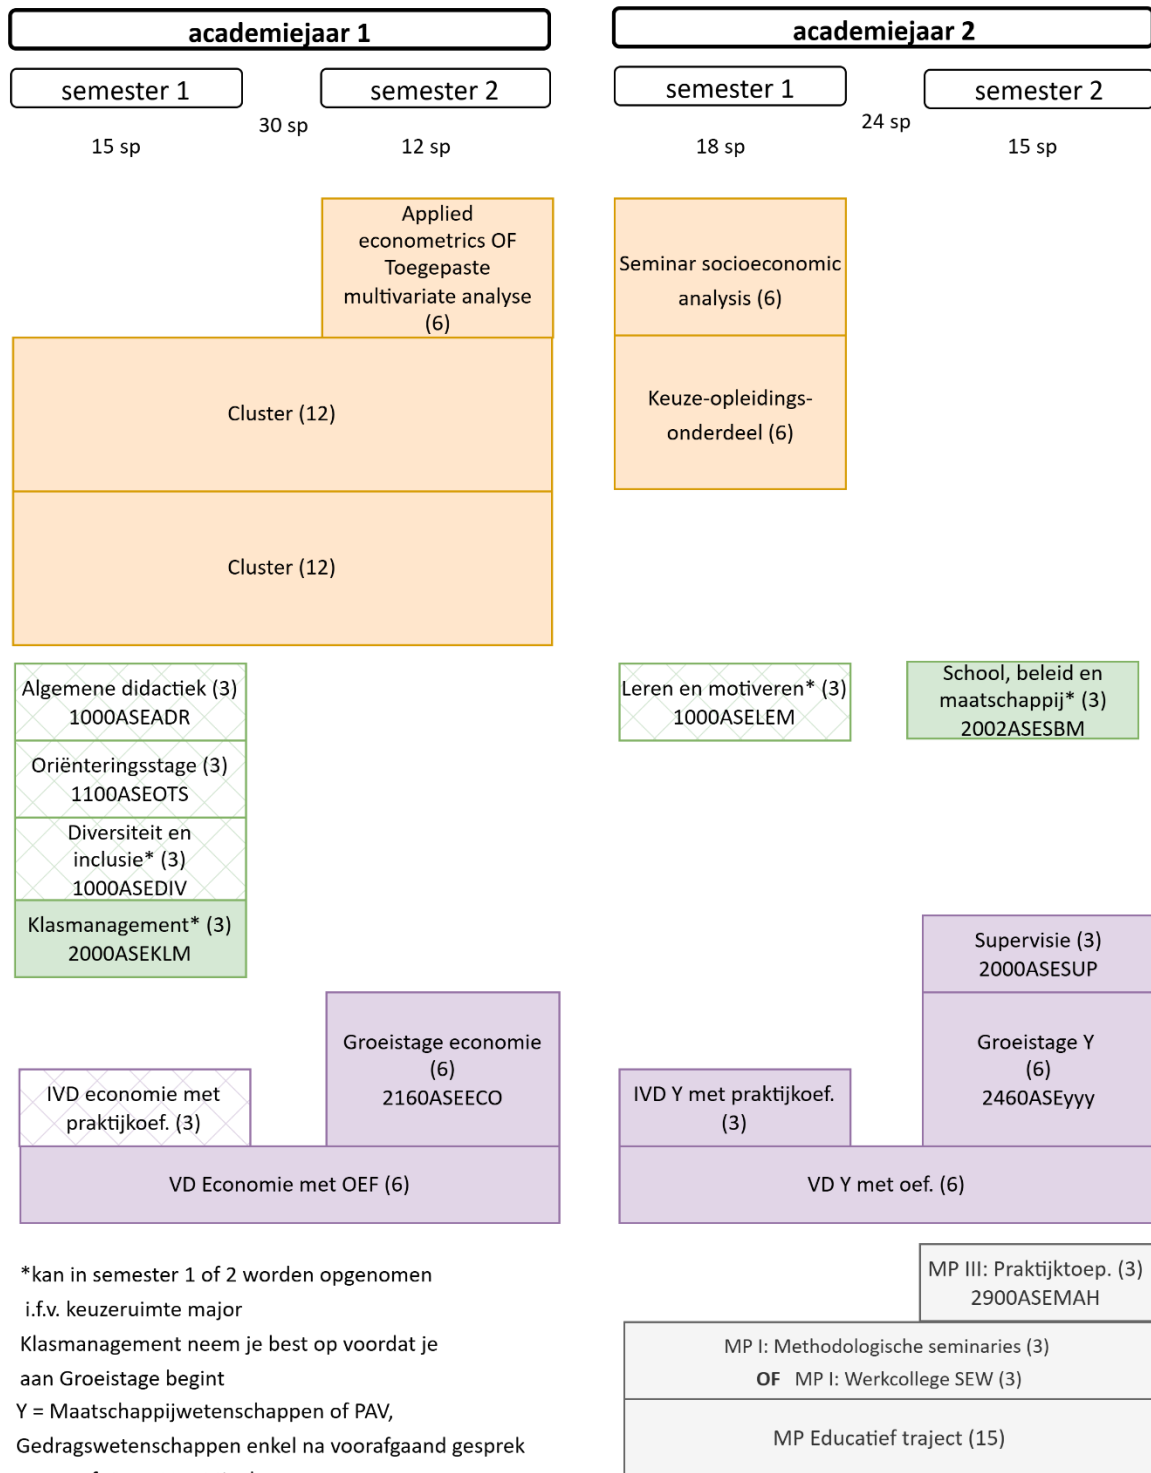 academiejaar 1
academiejaar 2
semester 1
semester 2
semester 1
semester 2
30 sp
24 sp
15 sp
12 sp
18 sp
15 sp
Applied
econometrics OF
Toegepaste
multivariate analyse
(6)
Seminar socioeconomic
analysis (6)
Cluster (12)
Keuze-opleidings-
onderdeel (6)
Cluster (12)
Algemene didactiek (3)
1000ASEADR
Leren en motiveren* (3)
1000ASELEM
School, beleid en
maatschappij* (3)
2002ASESBM
Oriënteringsstage (3)
1100ASEOTS
Diversiteit en
inclusie* (3)
1000ASEDIV
Klasmanagement* (3)
2000ASEKLM
Supervisie (3)
2000ASESUP
Groeistage economie
(6)
2160ASEECO
Groeistage Y
(6)
2460ASEyyy
IVD economie met
praktijkoef. (3)
IVD Y met praktijkoef.
(3)
VD Economie met OEF (6)
VD Y met oef. (6)
*kan in semester 1 of 2 worden opgenomen
i.f.v. keuzeruimte major
Klasmanagement neem je best op voordat je
aan Groeistage begint
Y = Maatschappijwetenschappen of PAV,
Gedragswetenschappen enkel na voorafgaand gesprek
MP III: Praktijktoep. (3)
2900ASEMAH
MP I: Methodologische seminaries (3)
OF MP I: Werkcollege SEW (3)
MP Educatief traject (15)